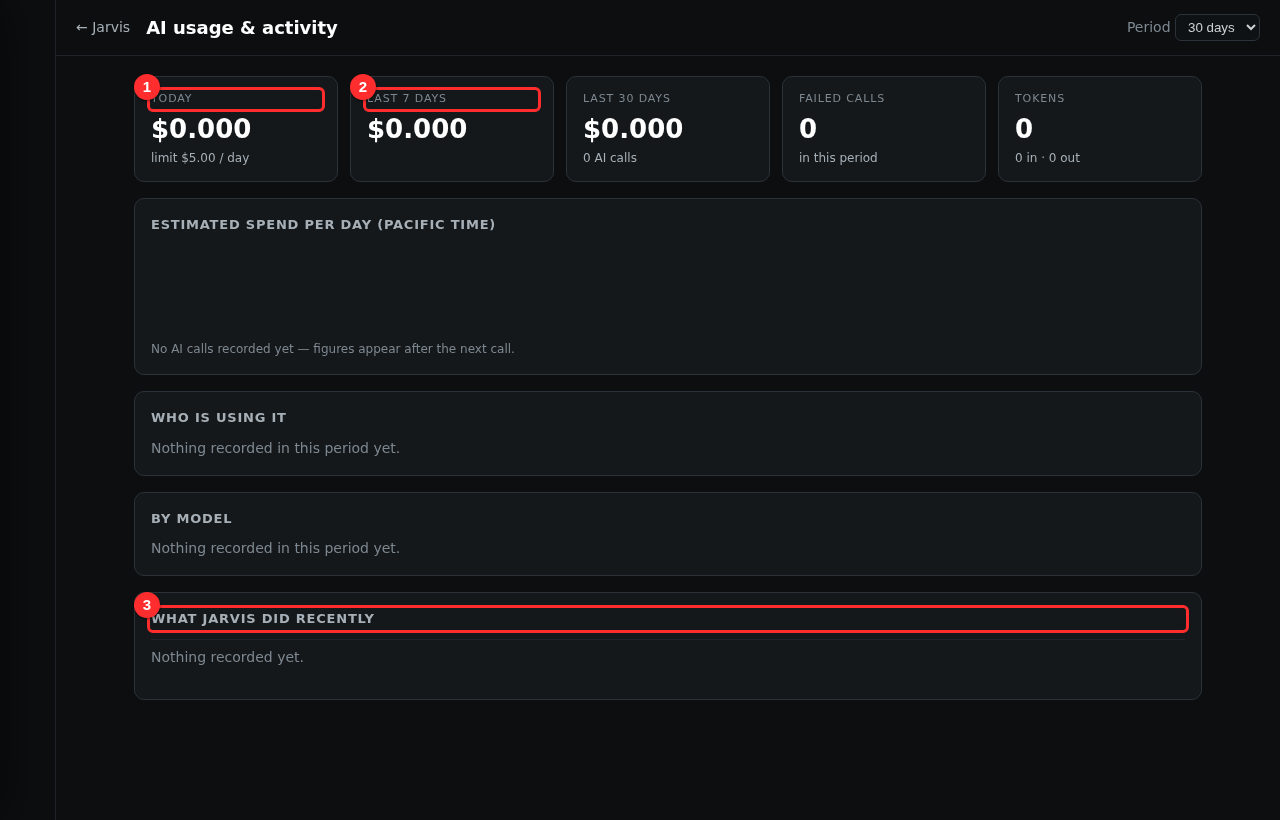 ← Jarvis
AI usage & activity
Period
30 days
1
TODAY
$0.000
limit $5.00 / day
2
LAST 7 DAYS
$0.000
LAST 30 DAYS
$0.000
0 AI calls
FAILED CALLS
0
in this period
TOKENS
0
0 in · 0 out
ESTIMATED SPEND PER DAY (PACIFIC TIME)
No AI calls recorded yet — figures appear after the next call.
WHO IS USING IT
Nothing recorded in this period yet.
BY MODEL
Nothing recorded in this period yet.
3
WHAT JARVIS DID RECENTLY
Nothing recorded yet.